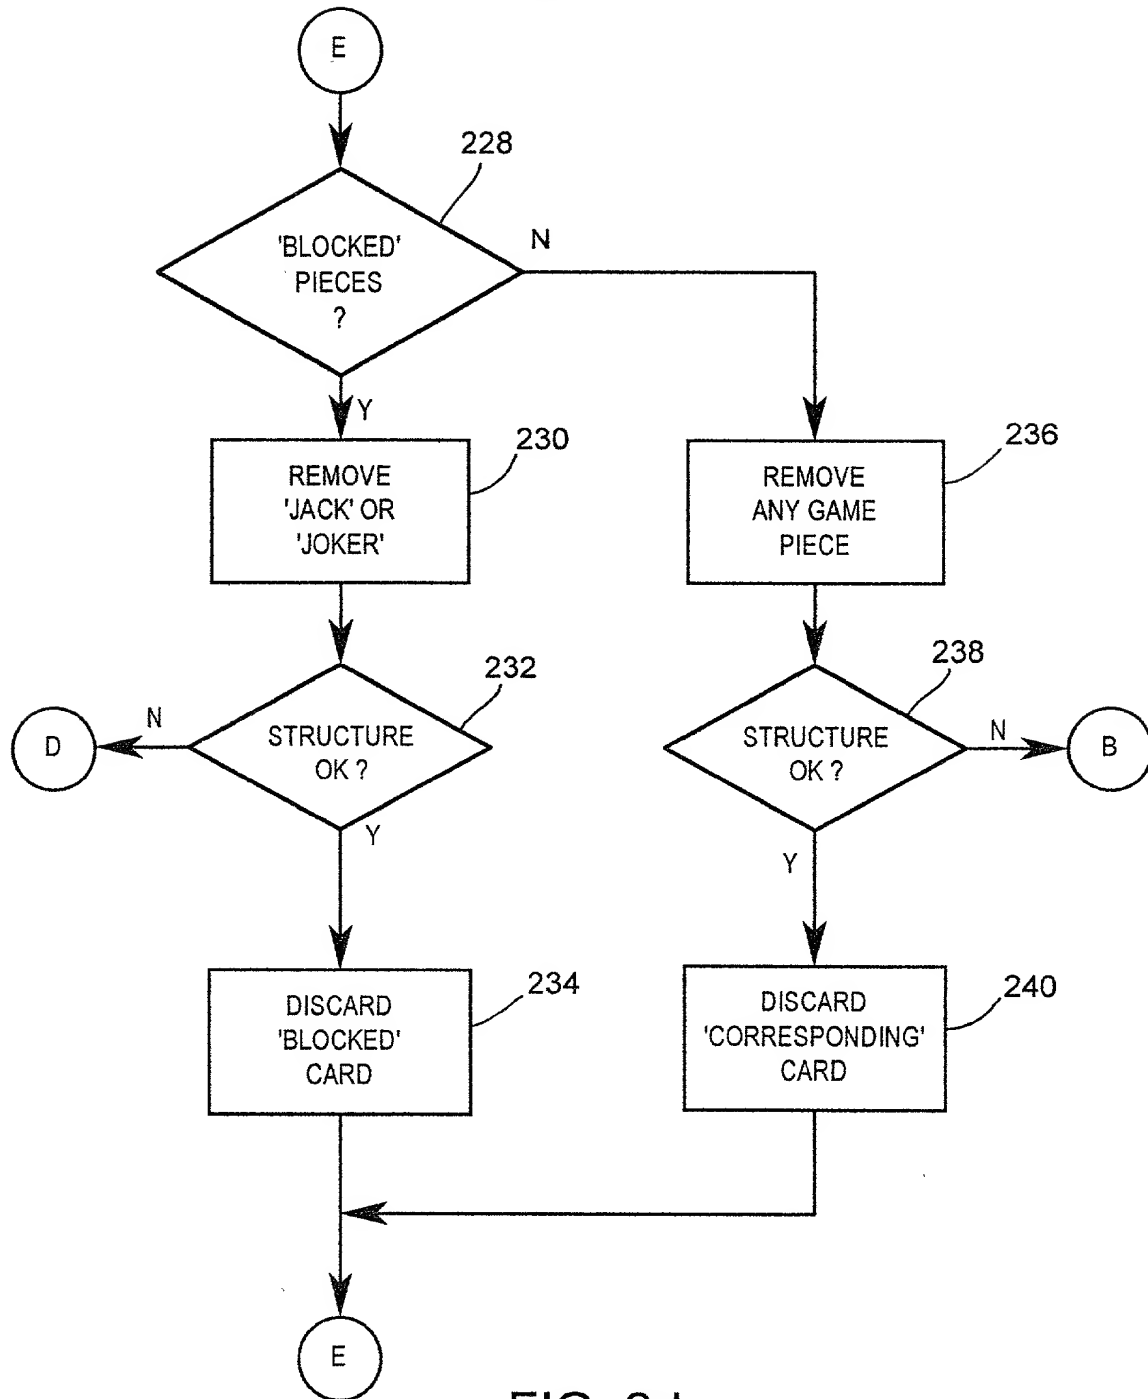 E
228
'BLOCKED'
PIECES
?
N
Y
230
REMOVE
'JACK' OR
'JOKER'
236
REMOVE
ANY GAME
PIECE
232
STRUCTURE
OK ?
N
D
Y
238
STRUCTURE
OK ?
N
B
Y
234
DISCARD
'BLOCKED'
CARD
240
DISCARD
'CORRESPONDING'
CARD
E